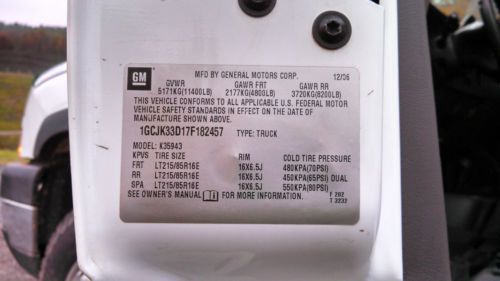 GM MFD BY GENERAL MOTORS CORP. 12/06
GVWR GAWR FRT GAWR RR
5171KG(11400LB) 2177KG(4800LB) 3720KG(8200LB)
THIS VEHICLE CONFORMS TO ALL APPLICABLE U.S. FEDERAL MOTOR
VEHICLE SAFETY STANDARDS IN EFFECT ON THE DATE OF
MANUFACTURE SHOWN ABOVE.
1GCJK33D17F182457 TYPE: TRUCK
MODEL: K35943
KPVS TIRE SIZE RIM COLD TIRE PRESSURE
FRT LT215/85R16E 16X6.5J 480KPA(70PSI)
RR LT215/85R16E 16X6.5J 450KPA(65PSI) DUAL
SPA LT215/85R16E 16X6.5J 550KPA(80PSI)
SEE OWNER'S MANUAL FOR MORE INFORMATION F 202
T 3232